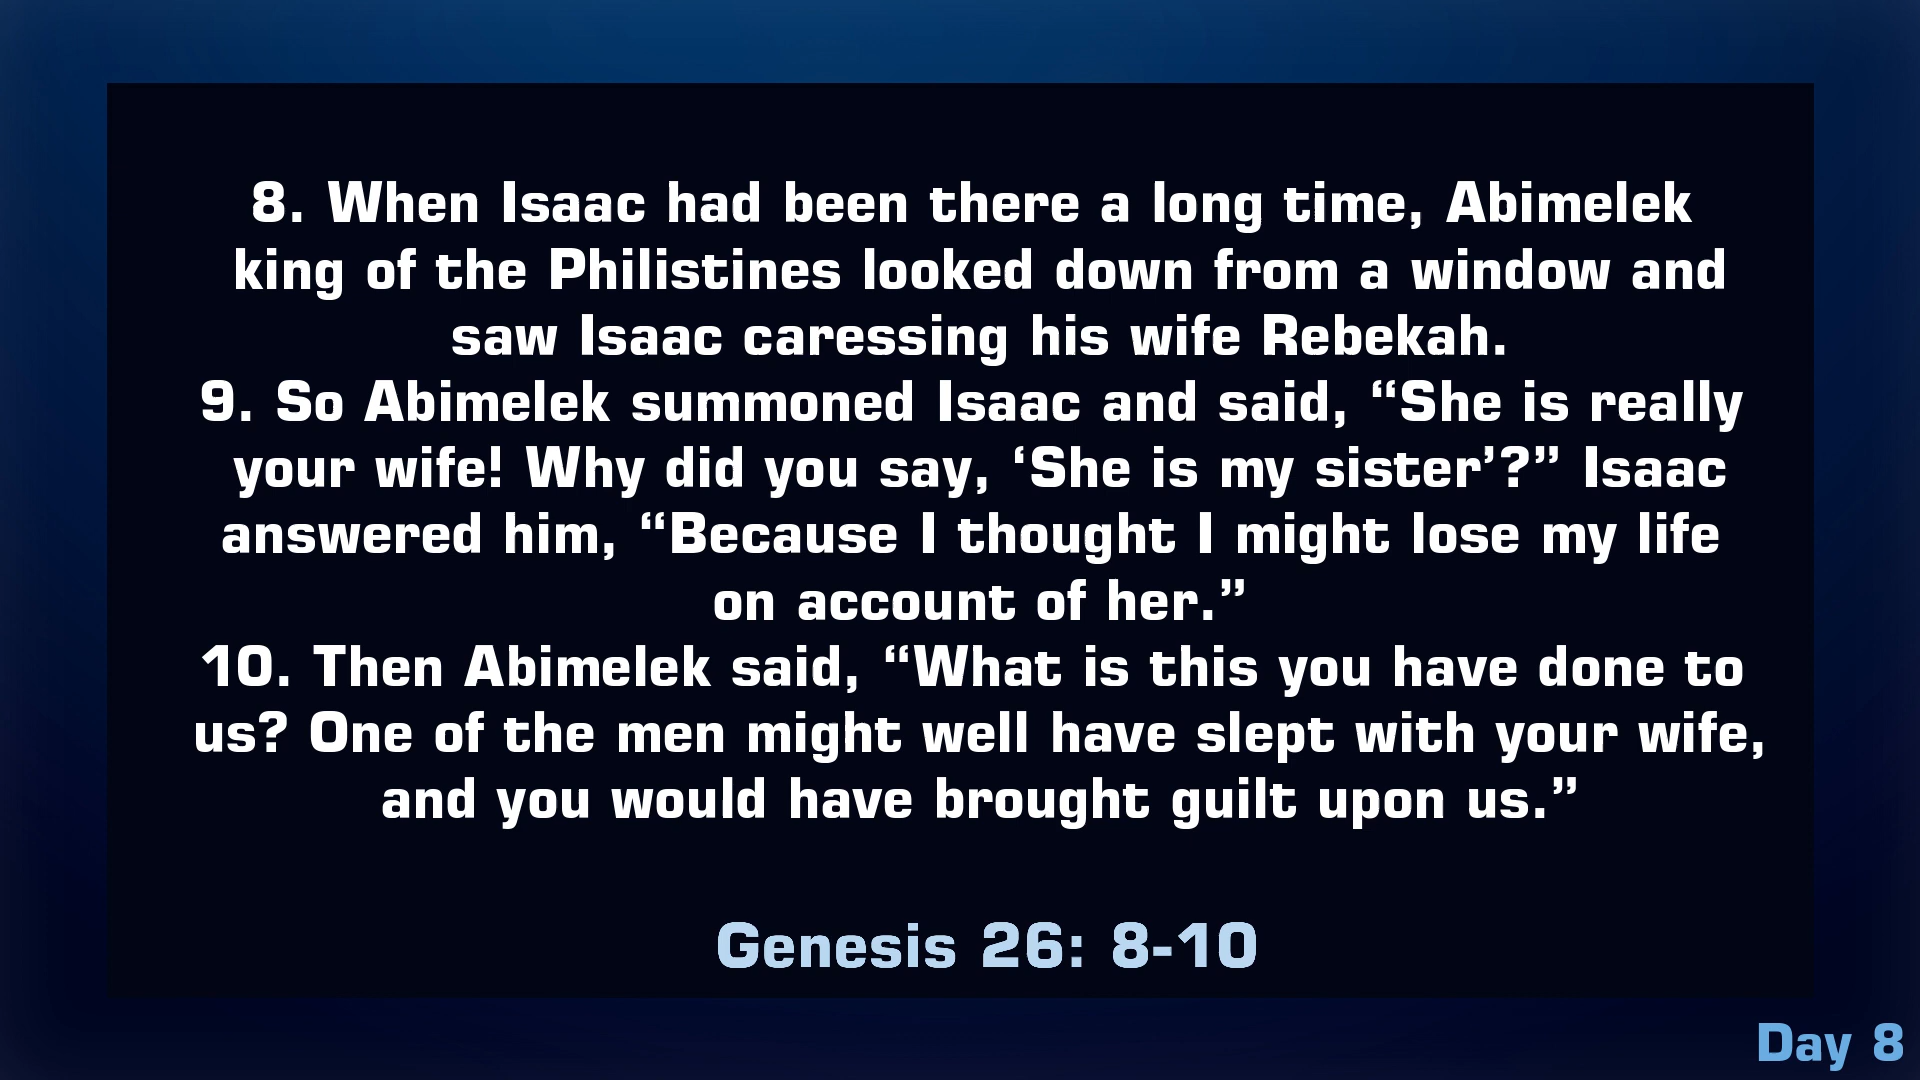 8. When Isaac had been there a long time, Abimelek
king of the Philistines looked down from a window and
saw Isaac caressing his wife Rebekah.
9. So Abimelek summoned Isaac and said, “She is really
your wife! Why did you say, ‘She is my sister’?” Isaac
answered him, “Because I thought I might lose my life
on account of her.”
10. Then Abimelek said, “What is this you have done to
us? One of the men might well have slept with your wife,
and you would have brought guilt upon us.”
Genesis 26: 8-10
Day 8